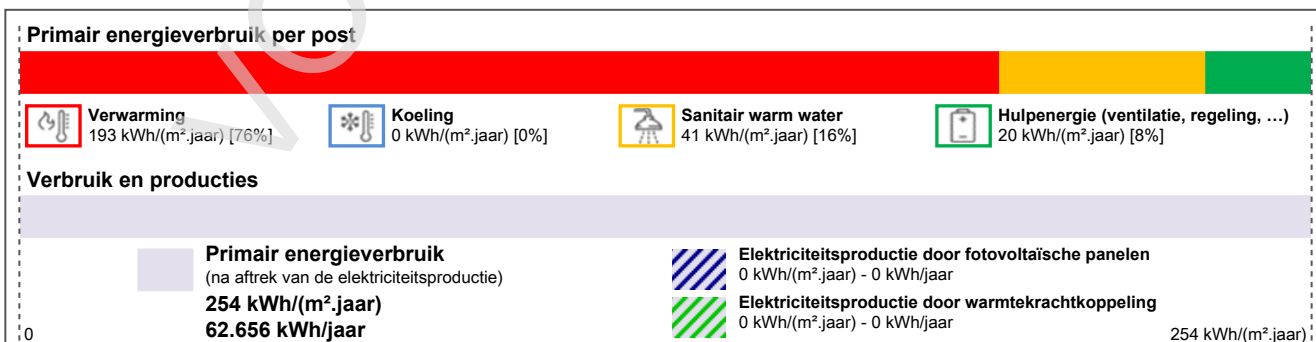 Primair energieverbruik per post
Verwarming
193 kWh/(m².jaar) [76%]
Koeling
0 kWh/(m².jaar) [0%]
Sanitair warm water
41 kWh/(m².jaar) [16%]
Hulpenergie (ventilatie, regeling, …)
20 kWh/(m².jaar) [8%]
Verbruik en producties
Primair energieverbruik
(na aftrek van de elektriciteitsproductie)
254 kWh/(m².jaar)
62.656 kWh/jaar
Elektriciteitsproductie door fotovoltaïsche panelen
0 kWh/(m².jaar) - 0 kWh/jaar
Elektriciteitsproductie door warmtekrachtkoppeling
0 kWh/(m².jaar) - 0 kWh/jaar
0
254 kWh/(m².jaar)